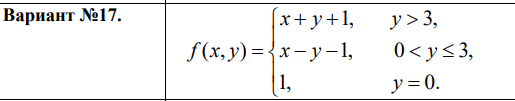 Вариант №17.
x + y + 1, y > 3,
f (x, y) = { x − y − 1, 0 < y ≤ 3,
1, y = 0.